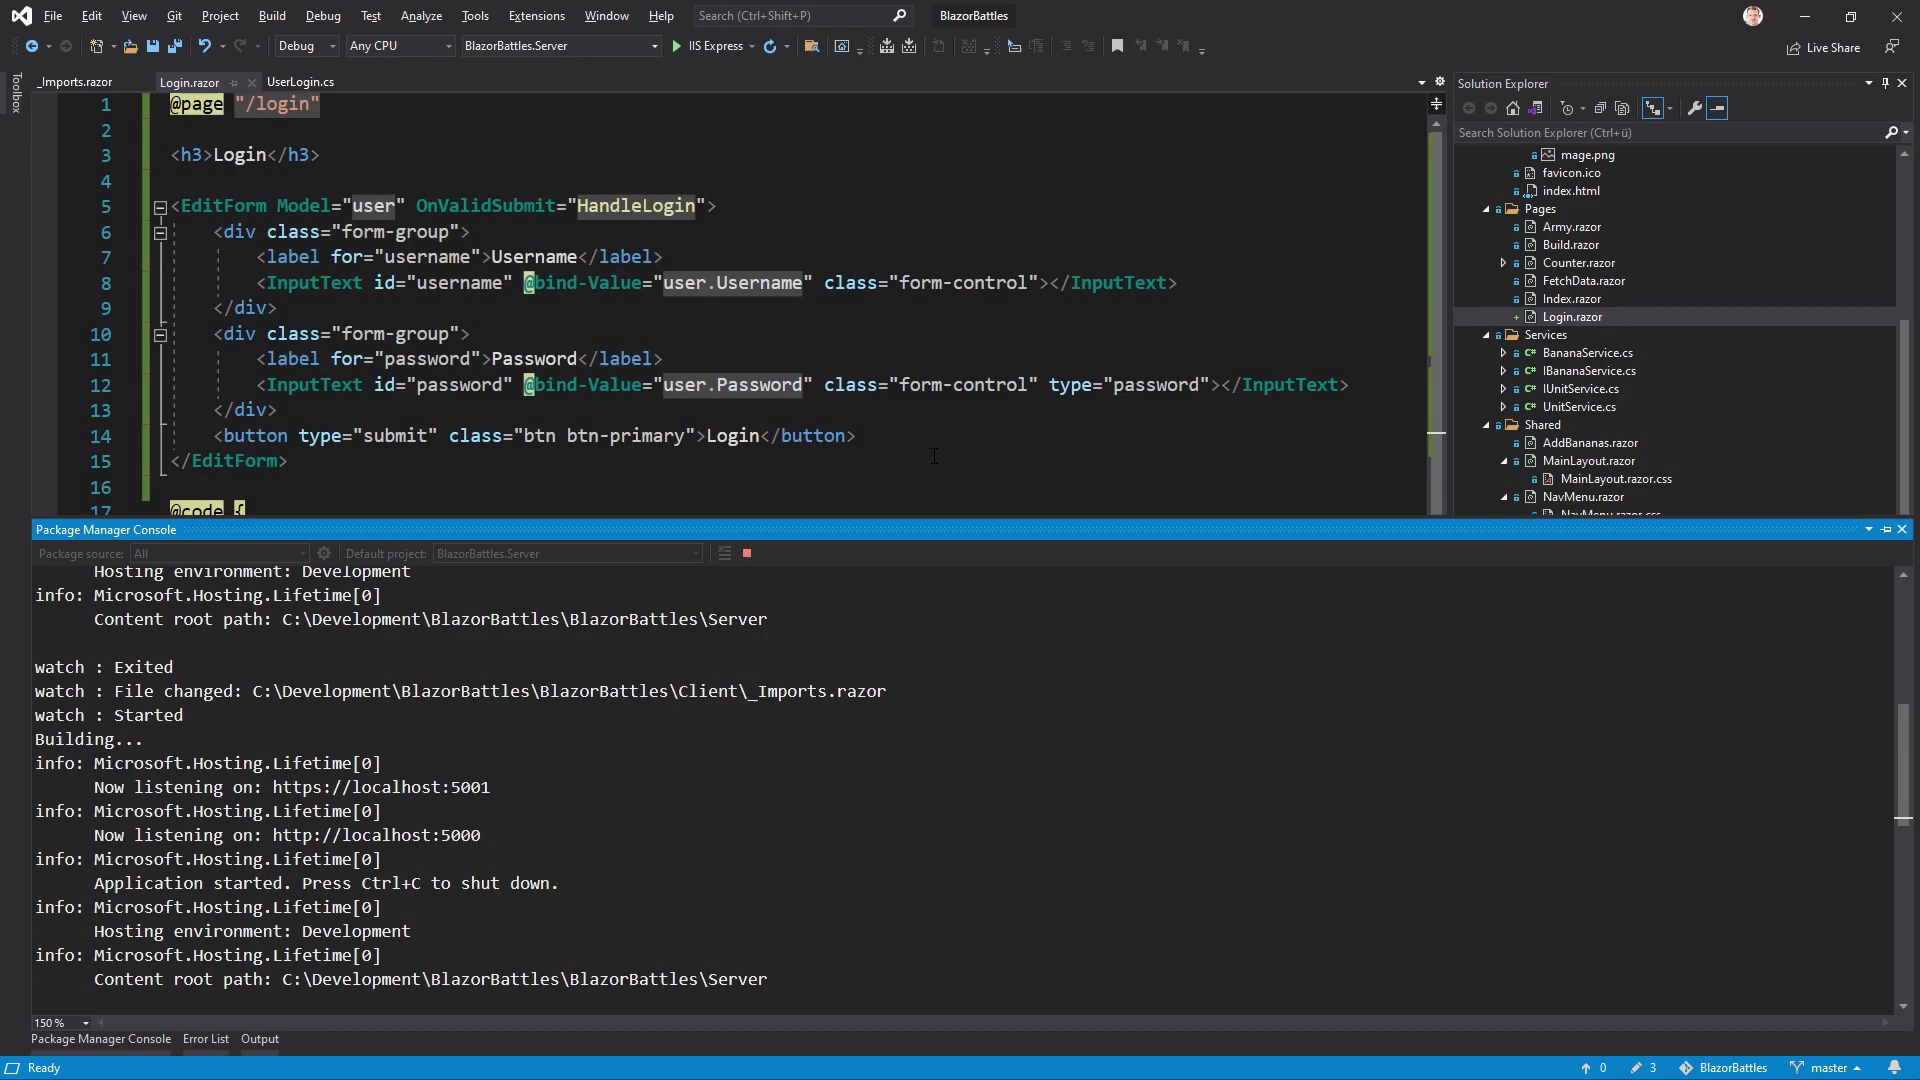 File Edit View Git Project Build Debug Test Analyze Tools Extensions Window Help Search (Ctrl+Shift+P) BlazorBattles
Debug Any CPU BlazorBattles.Server IIS Express Live Share
Toolbox
_Imports.razor Login.razor UserLogin.cs
1 @page "/login"
2
3 <h3>Login</h3>
4
5 <EditForm Model="user" OnValidSubmit="HandleLogin">
6 <div class="form-group">
7 <label for="username">Username</label>
8 <InputText id="username" @bind-Value="user.Username" class="form-control"></InputText>
9 </div>
10 <div class="form-group">
11 <label for="password">Password</label>
12 <InputText id="password" @bind-Value="user.Password" class="form-control" type="password"></InputText>
13 </div>
14 <button type="submit" class="btn btn-primary">Login</button>
15 </EditForm>
16
17 @code {
Solution Explorer
Search Solution Explorer (Ctrl+ü)
mage.png
favicon.ico
index.html
Pages
Army.razor
Build.razor
Counter.razor
FetchData.razor
Index.razor
Login.razor
Services
BananaService.cs
IBananaService.cs
IUnitService.cs
UnitService.cs
Shared
AddBananas.razor
MainLayout.razor
MainLayout.razor.css
NavMenu.razor
NavMenu.razor.css
Package Manager Console
Package source: All Default project: BlazorBattles.Server
Hosting environment: Development
info: Microsoft.Hosting.Lifetime[0]
Content root path: C:\Development\BlazorBattles\BlazorBattles\Server
watch : Exited
watch : File changed: C:\Development\BlazorBattles\BlazorBattles\Client\_Imports.razor
watch : Started
Building...
info: Microsoft.Hosting.Lifetime[0]
Now listening on: https://localhost:5001
info: Microsoft.Hosting.Lifetime[0]
Now listening on: http://localhost:5000
info: Microsoft.Hosting.Lifetime[0]
Application started. Press Ctrl+C to shut down.
info: Microsoft.Hosting.Lifetime[0]
Hosting environment: Development
info: Microsoft.Hosting.Lifetime[0]
Content root path: C:\Development\BlazorBattles\BlazorBattles\Server
150 %
Package Manager Console Error List Output
Ready 0 3 BlazorBattles master